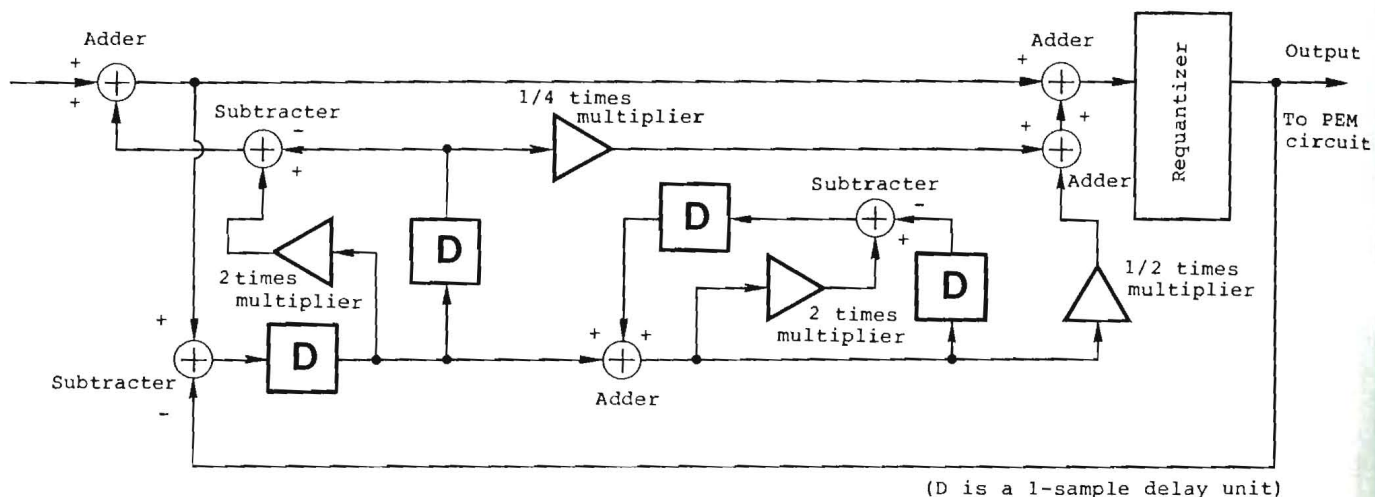 Adder
Adder
Output
+
+
+
+
Subtracter
1/4 times
multiplier
-
+
+
+
To PEM
circuit
Requantizer
Adder
D
D
2 times
multiplier
Subtracter
-
+
D
2 times
multiplier
1/2 times
multiplier
+
+
+
D
Subtracter
-
Adder
(D is a 1-sample delay unit)